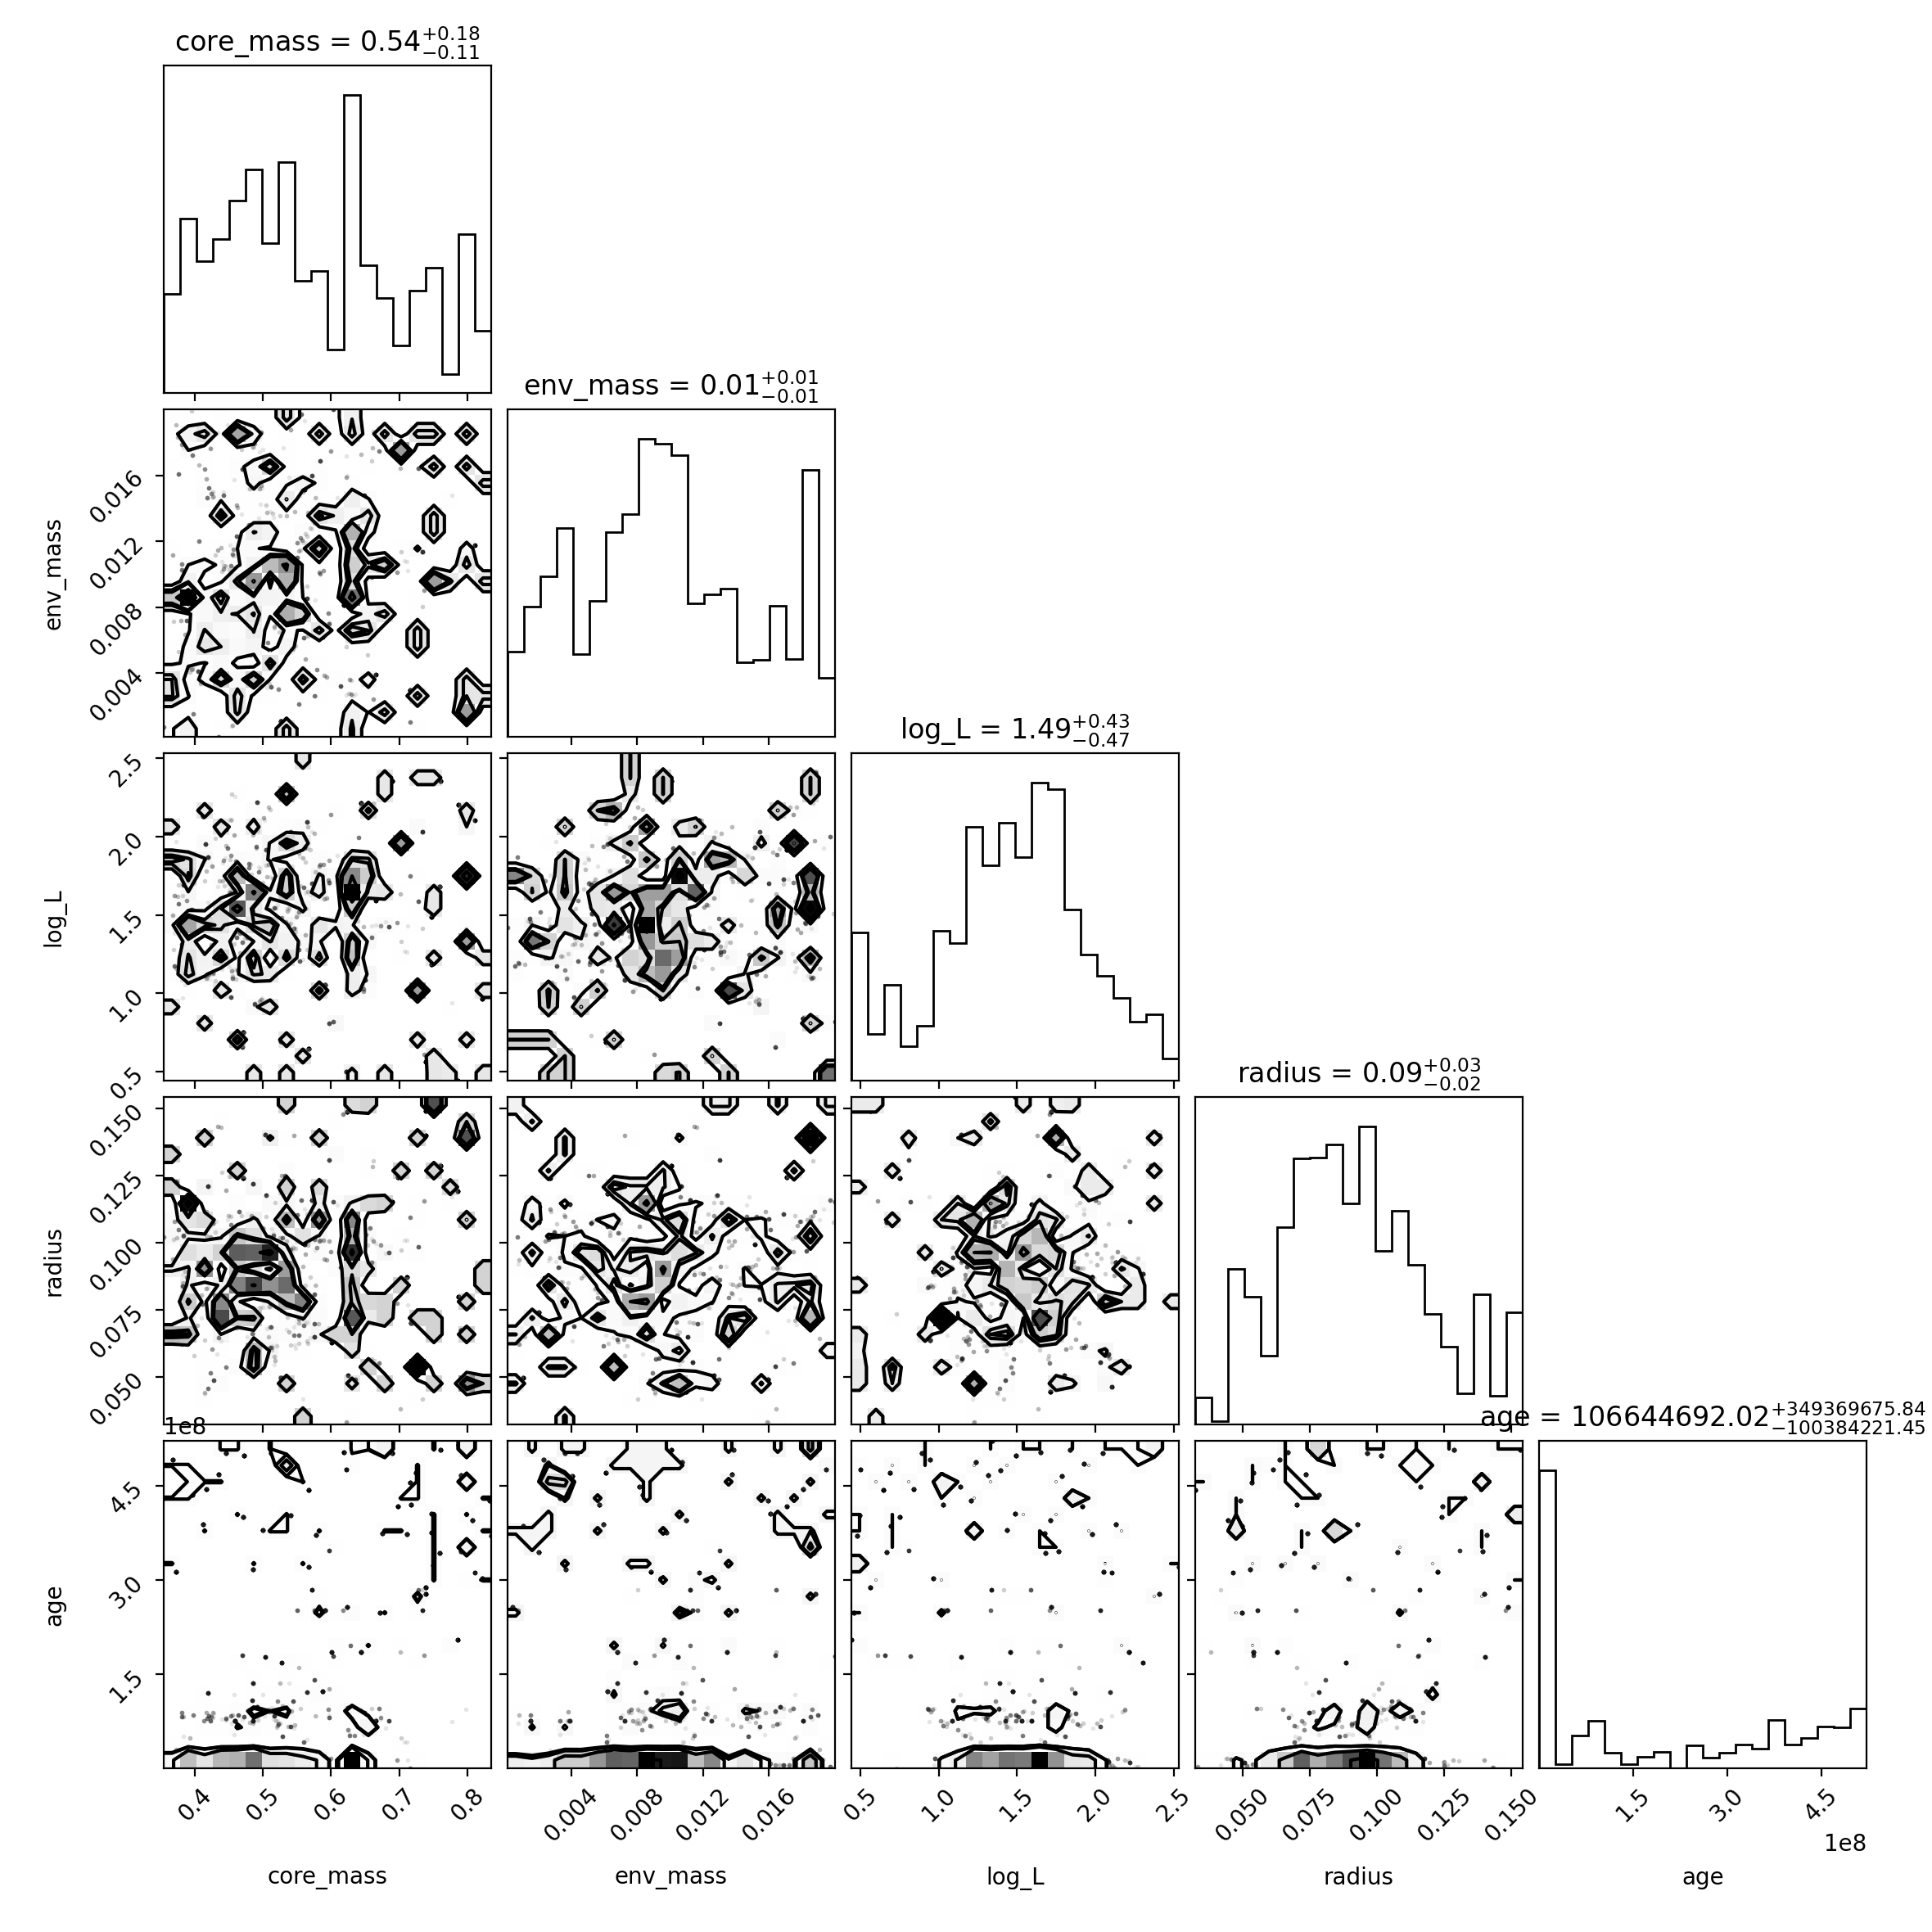 core_mass = 0.54+0.18−0.11
env_mass = 0.01+0.01−0.01
env_mass
0.016
0.012
0.008
0.004
log_L = 1.49+0.43−0.47
log_L
2.5
2.0
1.5
1.0
0.5
radius = 0.09+0.03−0.02
radius
0.150
0.125
0.100
0.075
0.050
1e8
age = 106644692.02+349369675.84−100384221.45
age
4.5
3.0
1.5
0.4 0.5 0.6 0.7 0.8
0.004 0.008 0.012 0.016
0.5 1.0 1.5 2.0 2.5
0.050 0.075 0.100 0.125 0.150
1.5 3.0 4.5
1e8
core_mass
env_mass
log_L
radius
age